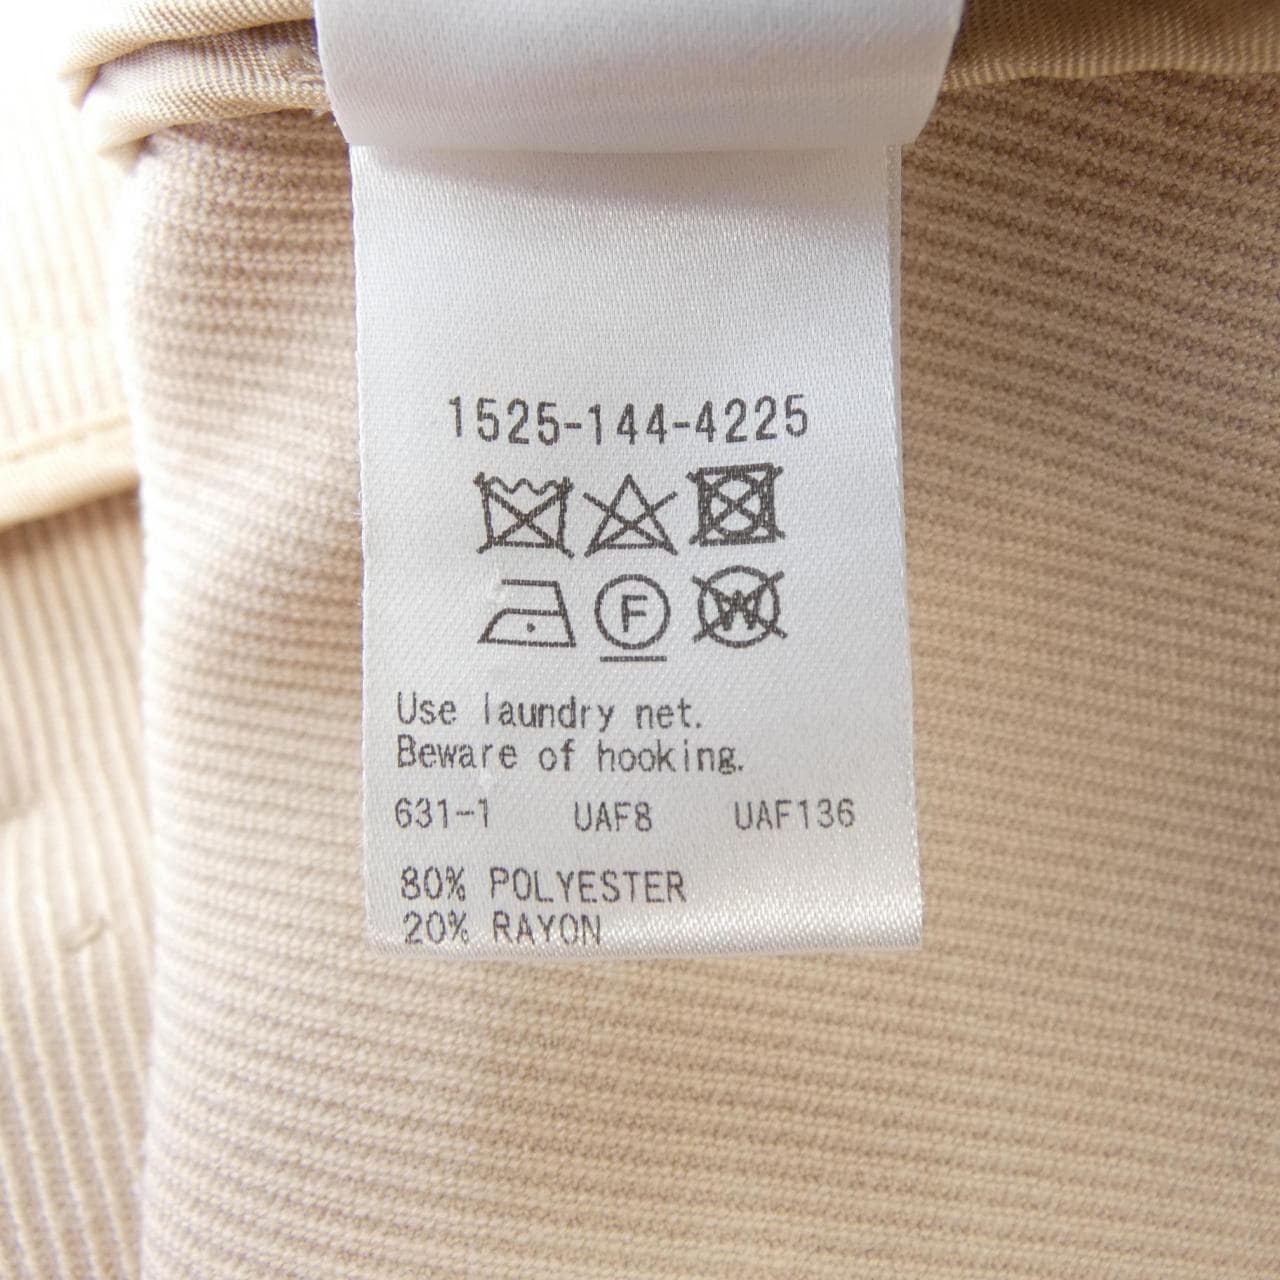 1525-144-4225
F W
Use laundry net.
Beware of hooking.
631-1 UAF8 UAF136
80% POLYESTER
20% RAYON